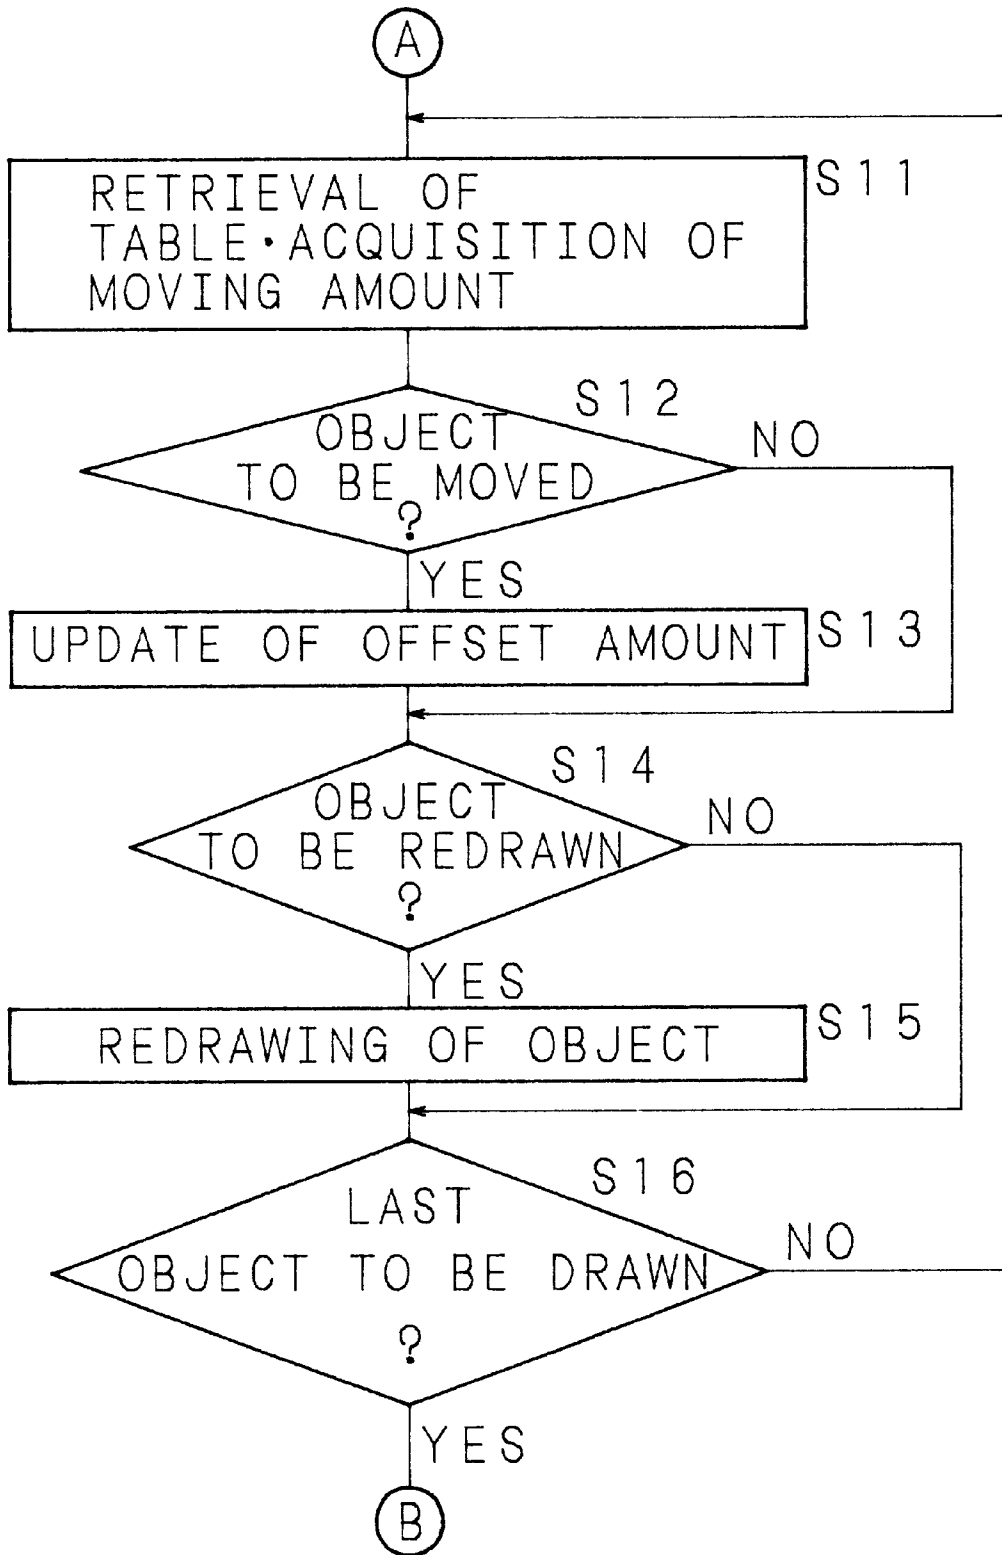 A
S11
RETRIEVAL OF
TABLE・ACQUISITION OF
MOVING AMOUNT
S12
OBJECT
TO BE MOVED
?
NO
YES
UPDATE OF OFFSET AMOUNT
S13
S14
OBJECT
TO BE REDRAWN
?
NO
YES
REDRAWING OF OBJECT
S15
S16
LAST
OBJECT TO BE DRAWN
?
NO
YES
B